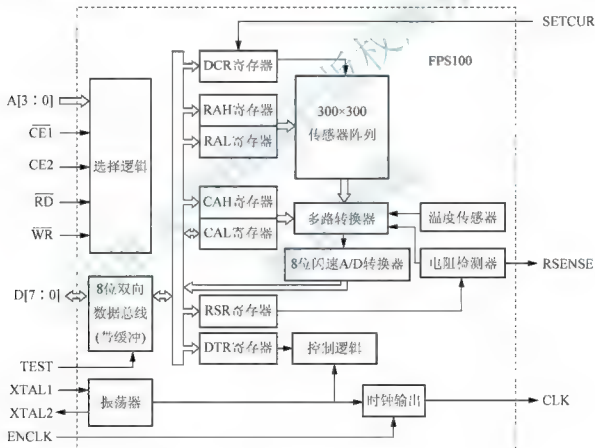 SETCUR
FPS100
DCR寄存器
A[3:0]
RAH寄存器
RAL寄存器
300×300
传感器阵列
CE1
CE2
选择逻辑
RD
WR
CAH寄存器
CAL寄存器
多路转换器
温度传感器
8位闪速A/D转换器
电阻检测器
RSENSE
D[7:0]
8位双向
数据总线
(带缓冲)
RSR寄存器
DTR寄存器
控制逻辑
TEST
XTAL1
XTAL2
振荡器
时钟输出
CLK
ENCLK